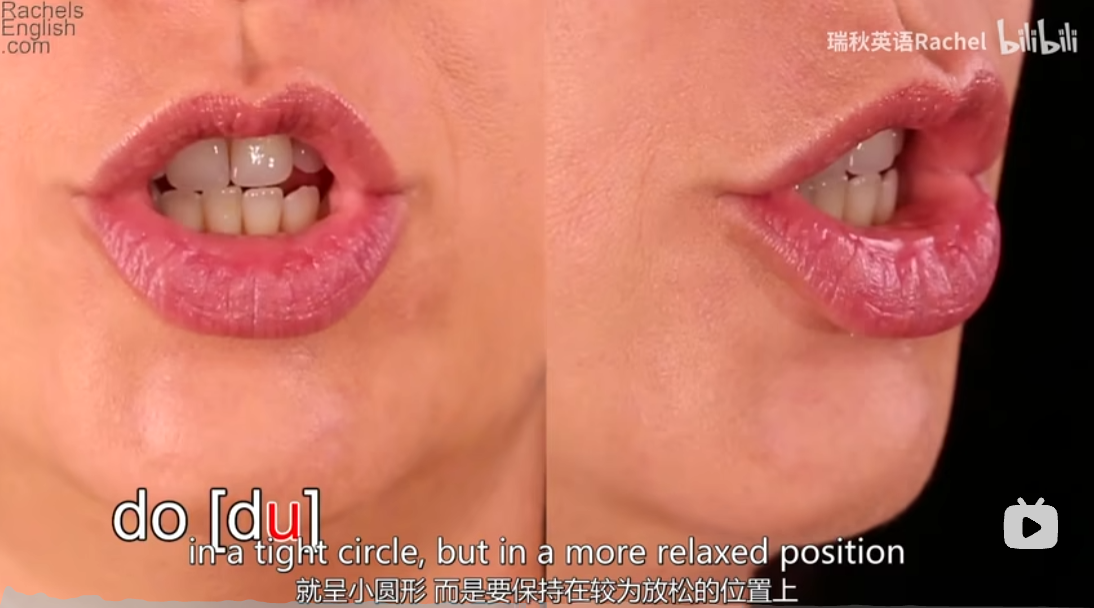 Rachels
English
.com
瑞秋英语Rachel bilibili
do [du]
in a tight circle, but in a more relaxed position
就呈小圆形 而是要保持在较为放松的位置上